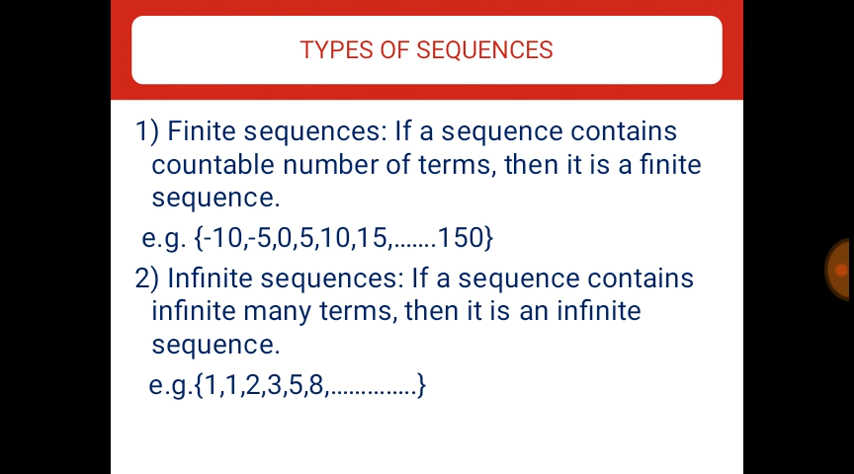 TYPES OF SEQUENCES
1) Finite sequences: If a sequence contains
countable number of terms, then it is a finite
sequence.
e.g. {-10,-5,0,5,10,15,.......150}
2) Infinite sequences: If a sequence contains
infinite many terms, then it is an infinite
sequence.
e.g.{1,1,2,3,5,8,..............}